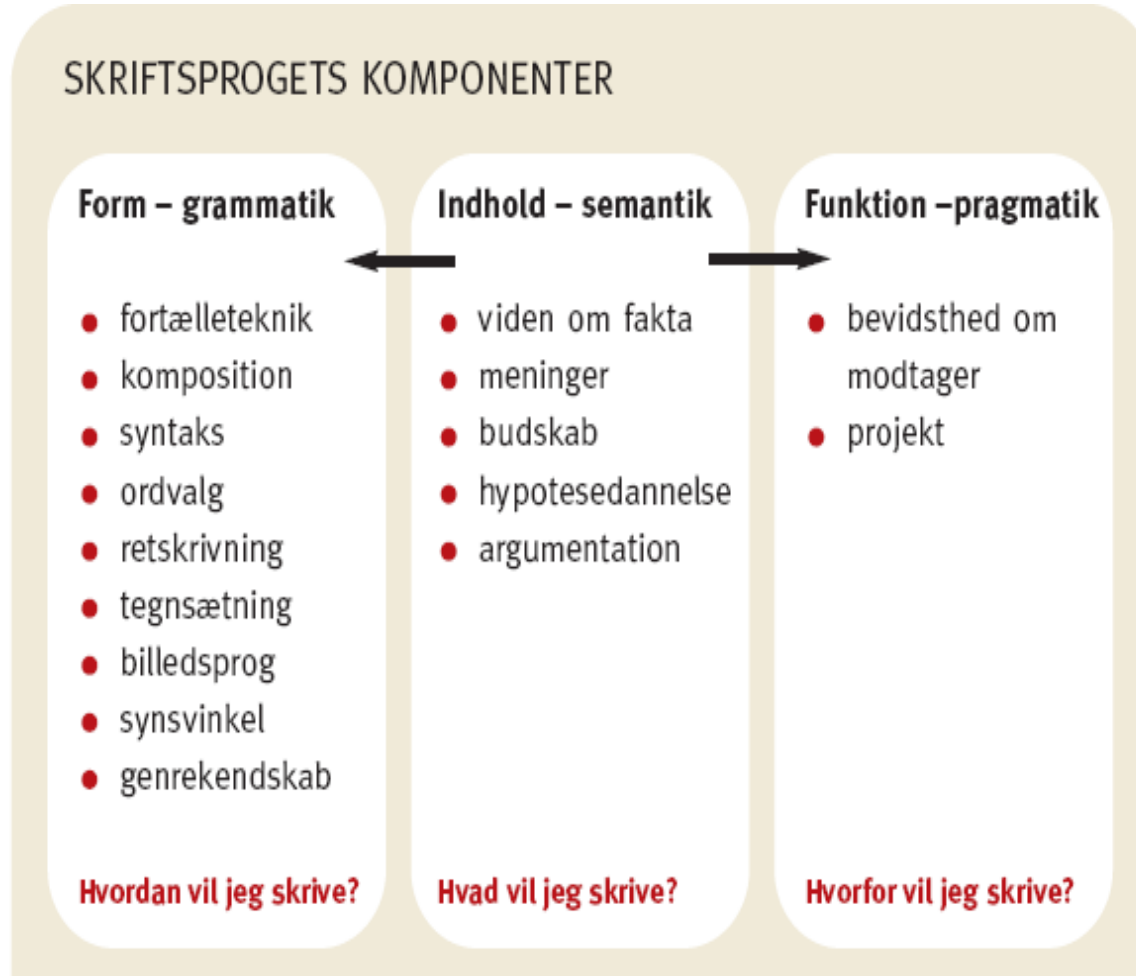 SKRIFTSPROGETS KOMPONENTER
Form – grammatik
• fortælleteknik
• komposition
• syntaks
• ordvalg
• retskrivning
• tegnsætning
• billedsprog
• synsvinkel
• genrekendskab
Hvordan vil jeg skrive?
Indhold – semantik
• viden om fakta
• meninger
• budskab
• hypotesedannelse
• argumentation
Hvad vil jeg skrive?
Funktion –pragmatik
• bevidsthed om
modtager
• projekt
Hvorfor vil jeg skrive?